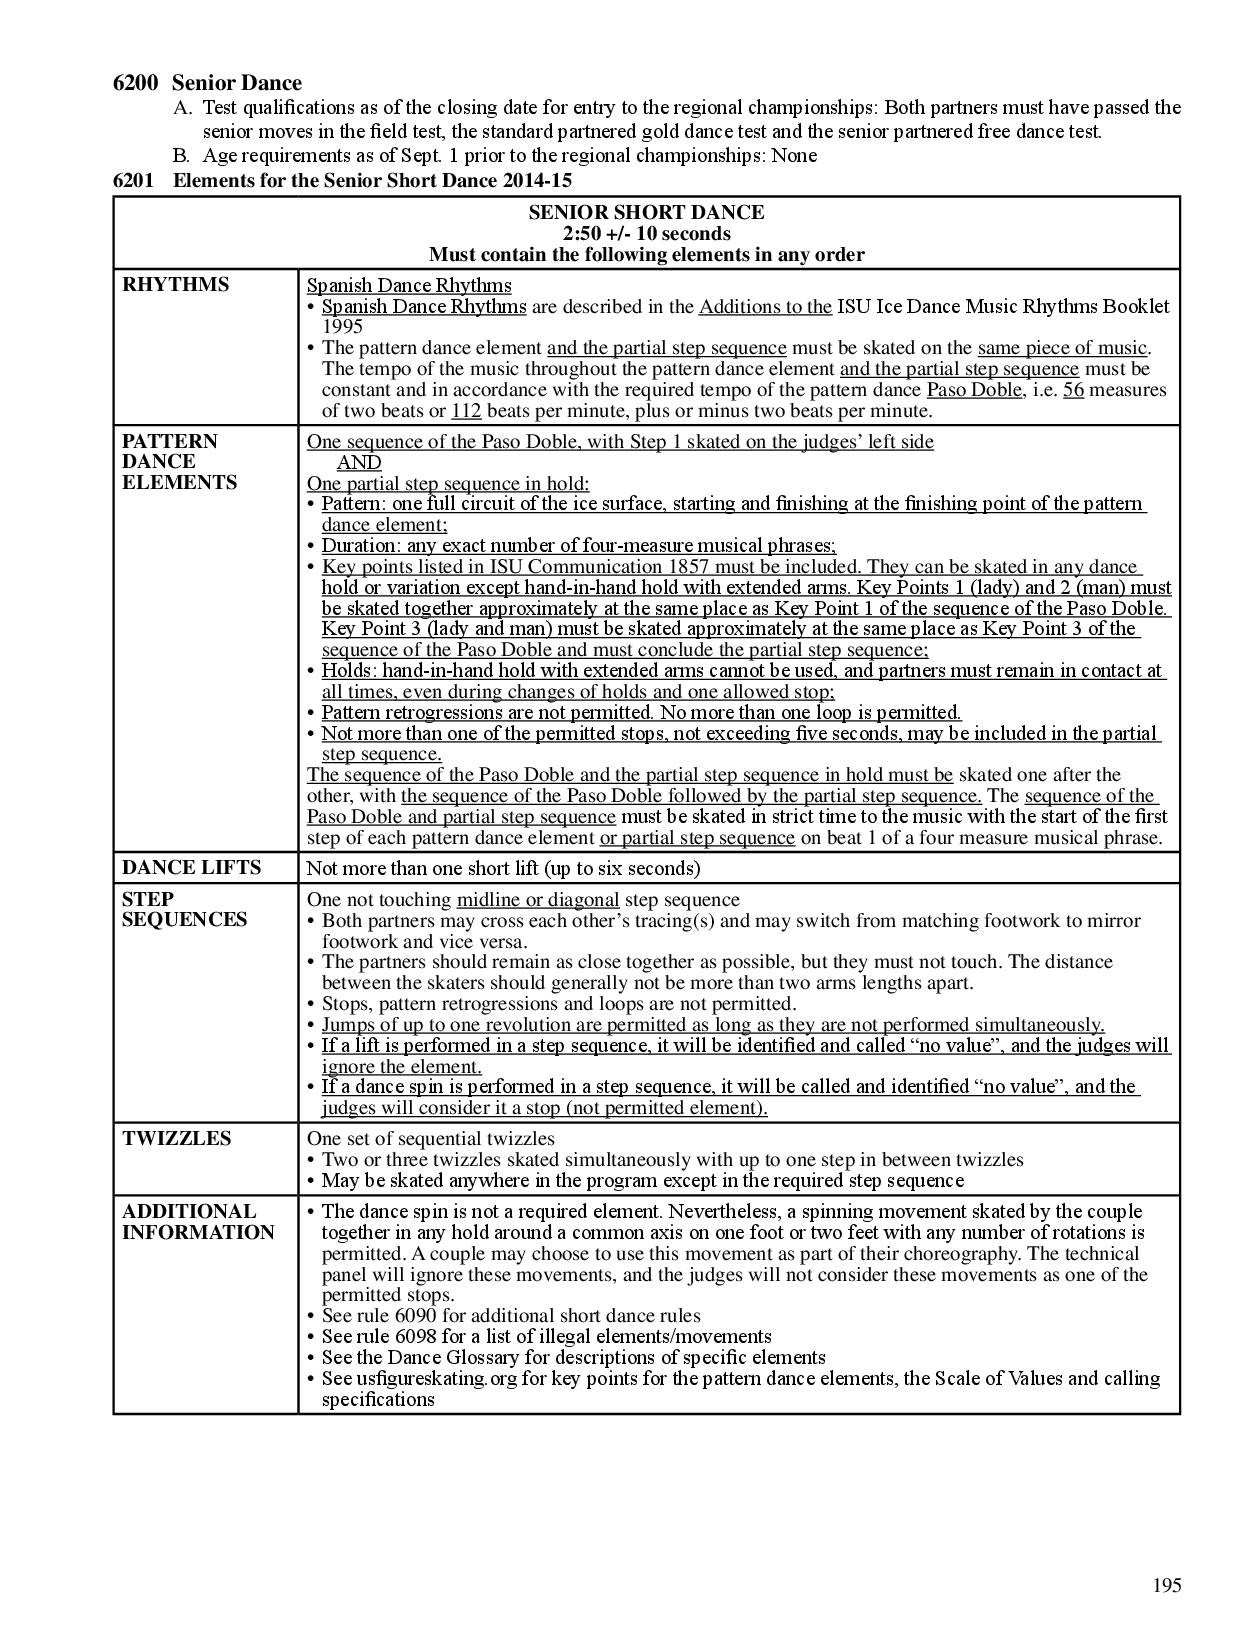 6200 Senior Dance
A. Test qualifications as of the closing date for entry to the regional championships: Both partners must have passed the
senior moves in the field test, the standard partnered gold dance test and the senior partnered free dance test.
B. Age requirements as of Sept. 1 prior to the regional championships: None
6201 Elements for the Senior Short Dance 2014-15
SENIOR SHORT DANCE
2:50 +/- 10 seconds
Must contain the following elements in any order
RHYTHMS
Spanish Dance Rhythms
• Spanish Dance Rhythms are described in the Additions to the ISU Ice Dance Music Rhythms Booklet
1995
• The pattern dance element and the partial step sequence must be skated on the same piece of music.
The tempo of the music throughout the pattern dance element and the partial step sequence must be
constant and in accordance with the required tempo of the pattern dance Paso Doble, i.e. 56 measures
of two beats or 112 beats per minute, plus or minus two beats per minute.
PATTERN
DANCE
ELEMENTS
One sequence of the Paso Doble, with Step 1 skated on the judges' left side
AND
One partial step sequence in hold:
• Pattern: one full circuit of the ice surface, starting and finishing at the finishing point of the pattern
dance element;
• Duration: any exact number of four-measure musical phrases;
• Key points listed in ISU Communication 1857 must be included. They can be skated in any dance
hold or variation except hand-in-hand hold with extended arms. Key Points 1 (lady) and 2 (man) must
be skated together approximately at the same place as Key Point 1 of the sequence of the Paso Doble.
Key Point 3 (lady and man) must be skated approximately at the same place as Key Point 3 of the
sequence of the Paso Doble and must conclude the partial step sequence;
• Holds: hand-in-hand hold with extended arms cannot be used, and partners must remain in contact at
all times, even during changes of holds and one allowed stop;
• Pattern retrogressions are not permitted. No more than one loop is permitted.
• Not more than one of the permitted stops, not exceeding five seconds, may be included in the partial
step sequence.
The sequence of the Paso Doble and the partial step sequence in hold must be skated one after the
other, with the sequence of the Paso Doble followed by the partial step sequence. The sequence of the
Paso Doble and partial step sequence must be skated in strict time to the music with the start of the first
step of each pattern dance element or partial step sequence on beat 1 of a four measure musical phrase.
DANCE LIFTS
Not more than one short lift (up to six seconds)
STEP
SEQUENCES
One not touching midline or diagonal step sequence
• Both partners may cross each other's tracing(s) and may switch from matching footwork to mirror
footwork and vice versa.
• The partners should remain as close together as possible, but they must not touch. The distance
between the skaters should generally not be more than two arms lengths apart.
• Stops, pattern retrogressions and loops are not permitted.
• Jumps of up to one revolution are permitted as long as they are not performed simultaneously.
• If a lift is performed in a step sequence, it will be identified and called “no value”, and the judges will
ignore the element.
• If a dance spin is performed in a step sequence, it will be called and identified “no value”, and the
judges will consider it a stop (not permitted element).
TWIZZLES
One set of sequential twizzles
• Two or three twizzles skated simultaneously with up to one step in between twizzles
• May be skated anywhere in the program except in the required step sequence
ADDITIONAL
INFORMATION
• The dance spin is not a required element. Nevertheless, a spinning movement skated by the couple
together in any hold around a common axis on one foot or two feet with any number of rotations is
permitted. A couple may choose to use this movement as part of their choreography. The technical
panel will ignore these movements, and the judges will not consider these movements as one of the
permitted stops.
• See rule 6090 for additional short dance rules
• See rule 6098 for a list of illegal elements/movements
• See the Dance Glossary for descriptions of specific elements
• See usfigureskating.org for key points for the pattern dance elements, the Scale of Values and calling
specifications
195